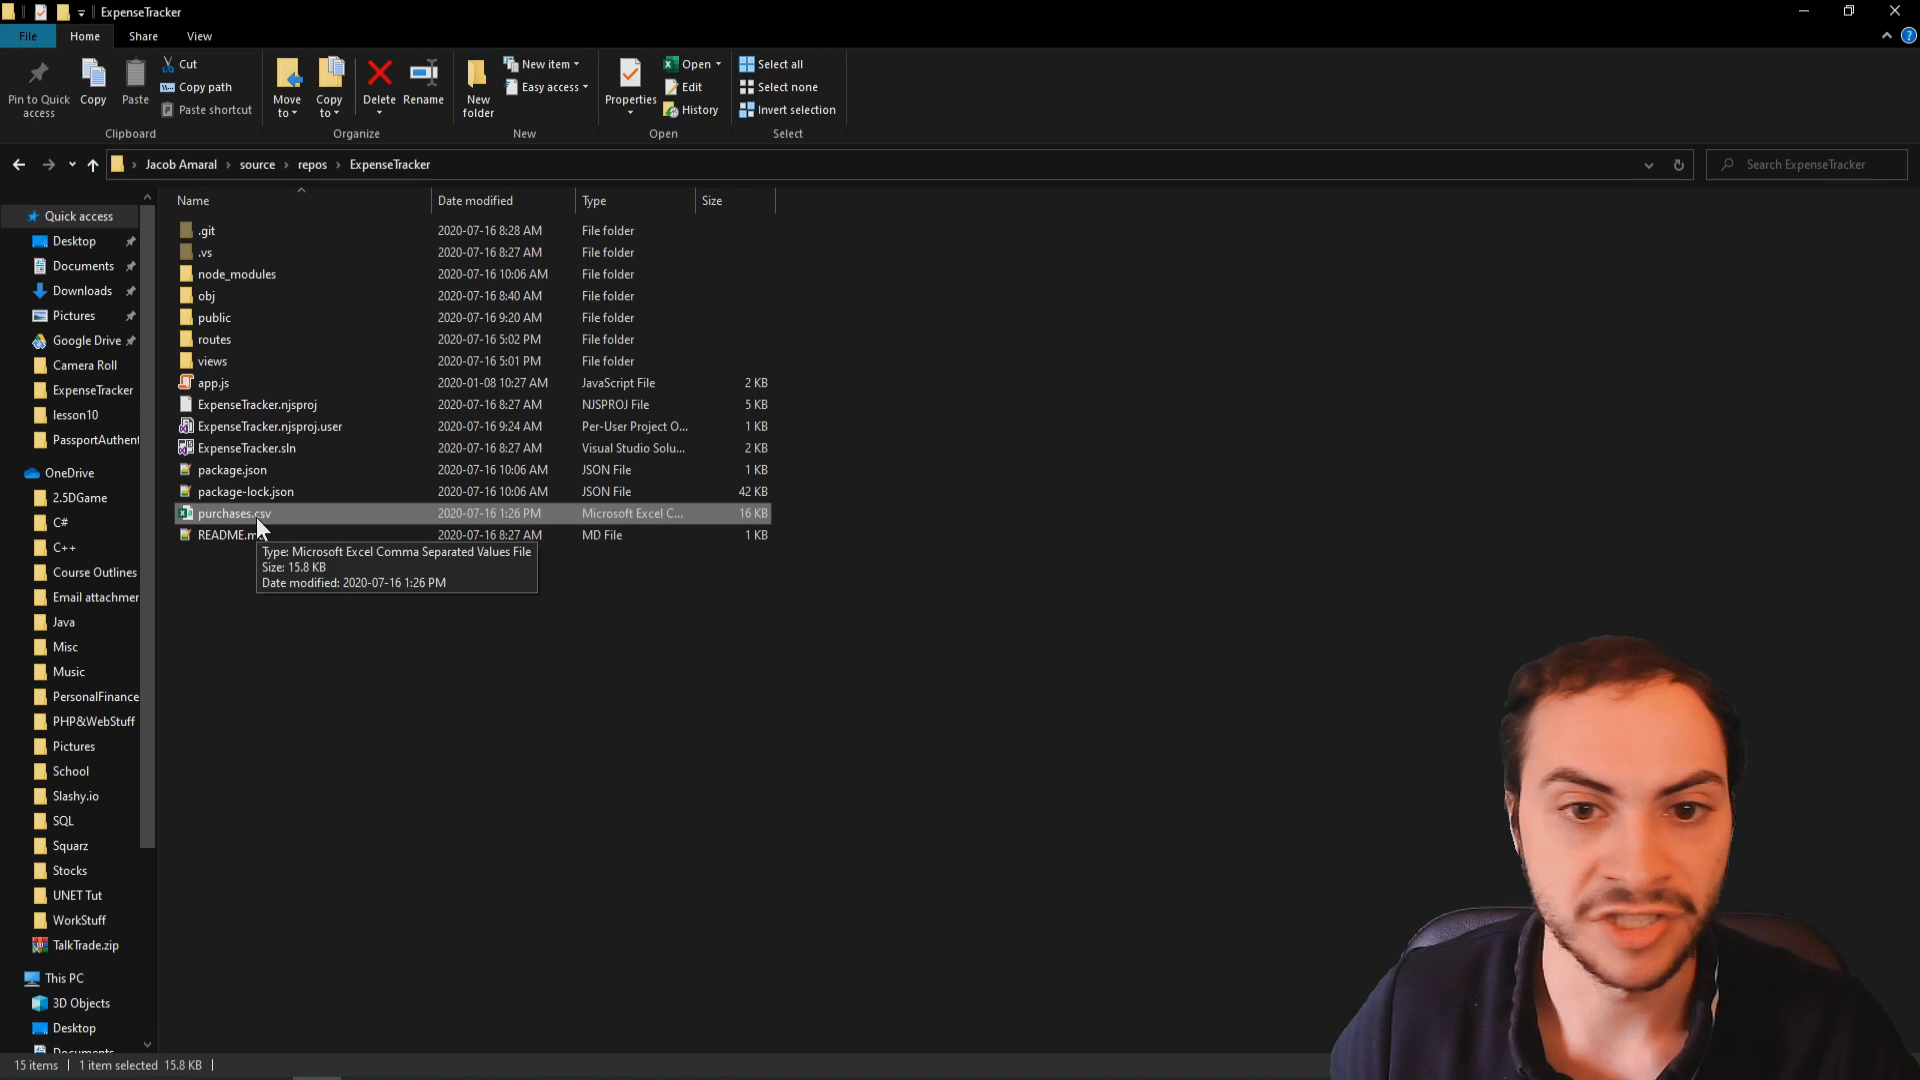 ExpenseTracker
File Home Share View
Pin to Quick access
Copy
Paste
Cut
Copy path
Paste shortcut
Clipboard
Move to
Copy to
Delete
Rename
Organize
New folder
New item
Easy access
New
Properties
Open
Edit
History
Open
Select all
Select none
Invert selection
Select
Jacob Amaral source repos ExpenseTracker
Search ExpenseTracker
Quick access
Desktop
Documents
Downloads
Pictures
Google Drive
Camera Roll
ExpenseTracker
lesson10
PassportAuthent
OneDrive
2.5DGame
C#
C++
Course Outlines
Email attachmer
Java
Misc
Music
PersonalFinance
PHP&WebStuff
Pictures
School
Slashy.io
SQL
Squarz
Stocks
UNET Tut
WorkStuff
TalkTrade.zip
This PC
3D Objects
Desktop
Documents
Name Date modified Type Size
.git 2020-07-16 8:28 AM File folder
.vs 2020-07-16 8:27 AM File folder
node_modules 2020-07-16 10:06 AM File folder
obj 2020-07-16 8:40 AM File folder
public 2020-07-16 9:20 AM File folder
routes 2020-07-16 5:02 PM File folder
views 2020-07-16 5:01 PM File folder
app.js 2020-01-08 10:27 AM JavaScript File 2 KB
ExpenseTracker.njsproj 2020-07-16 8:27 AM NJSPROJ File 5 KB
ExpenseTracker.njsproj.user 2020-07-16 9:24 AM Per-User Project O... 1 KB
ExpenseTracker.sln 2020-07-16 8:27 AM Visual Studio Solu... 2 KB
package.json 2020-07-16 10:06 AM JSON File 1 KB
package-lock.json 2020-07-16 10:06 AM JSON File 42 KB
purchases.csv 2020-07-16 1:26 PM Microsoft Excel C... 16 KB
README.m 2020-07-16 8:27 AM MD File 1 KB
Type: Microsoft Excel Comma Separated Values File
Size: 15.8 KB
Date modified: 2020-07-16 1:26 PM
15 items 1 item selected 15.8 KB